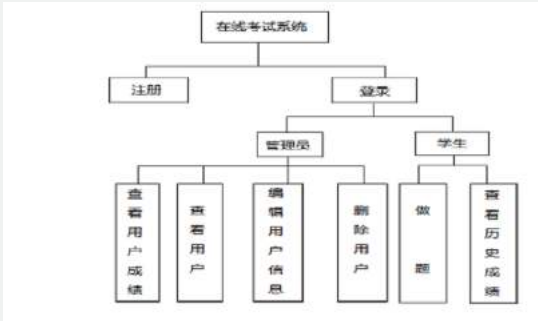 在线考试系统
注册
登录
管理员
学生
查看用户成绩
查看用户
编辑用户信息
删除用户
做题
查看历史成绩